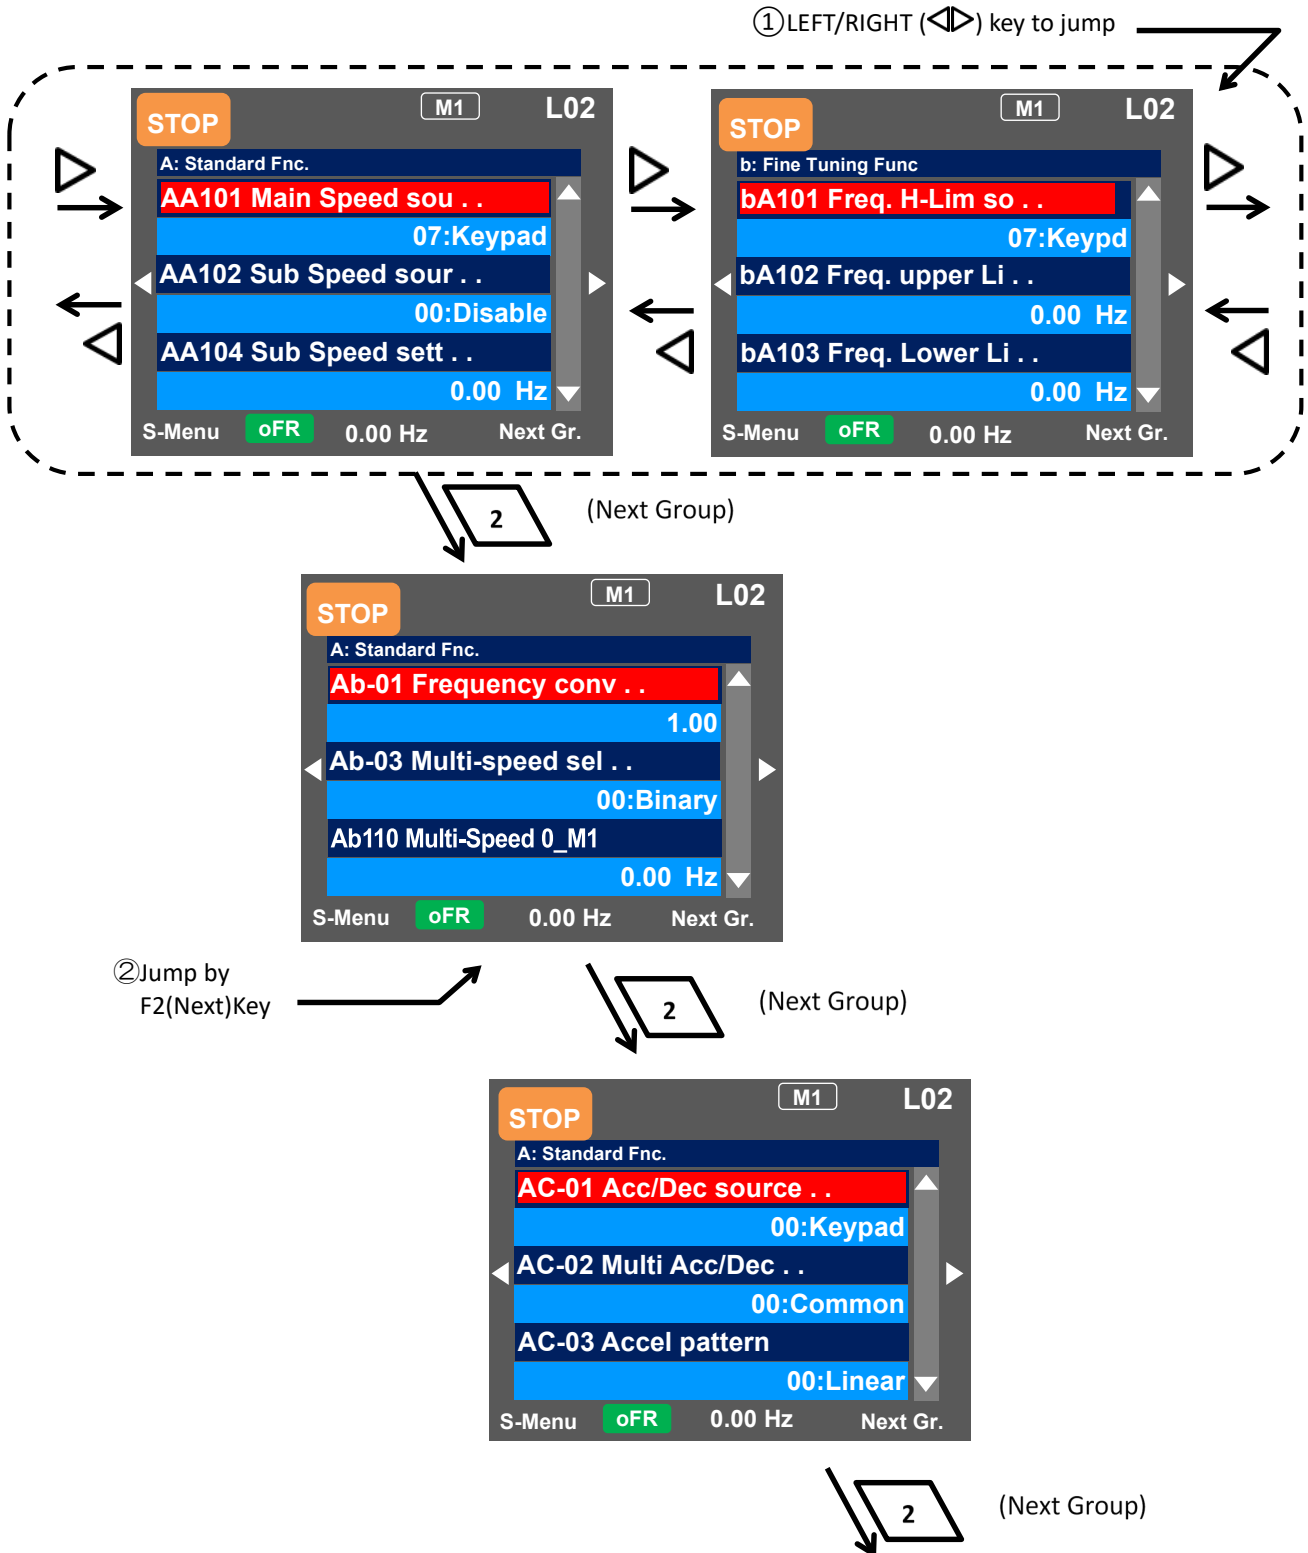 ①LEFT/RIGHT (◁▷) key to jump
STOP M1 L02
A: Standard Fnc.
AA101 Main Speed sou . .
07:Keypad
AA102 Sub Speed sour . .
00:Disable
AA104 Sub Speed sett . .
0.00 Hz
S-Menu oFR 0.00 Hz Next Gr.
STOP M1 L02
b: Fine Tuning Func
bA101 Freq. H-Lim so . .
07:Keypd
bA102 Freq. upper Li . .
0.00 Hz
bA103 Freq. Lower Li . .
0.00 Hz
S-Menu oFR 0.00 Hz Next Gr.
2 (Next Group)
STOP M1 L02
A: Standard Fnc.
Ab-01 Frequency conv . .
1.00
Ab-03 Multi-speed sel . .
00:Binary
Ab110 Multi-Speed 0_M1
0.00 Hz
S-Menu oFR 0.00 Hz Next Gr.
②Jump by
F2(Next)Key
2 (Next Group)
STOP M1 L02
A: Standard Fnc.
AC-01 Acc/Dec source . .
00:Keypad
AC-02 Multi Acc/Dec . .
00:Common
AC-03 Accel pattern
00:Linear
S-Menu oFR 0.00 Hz Next Gr.
2 (Next Group)